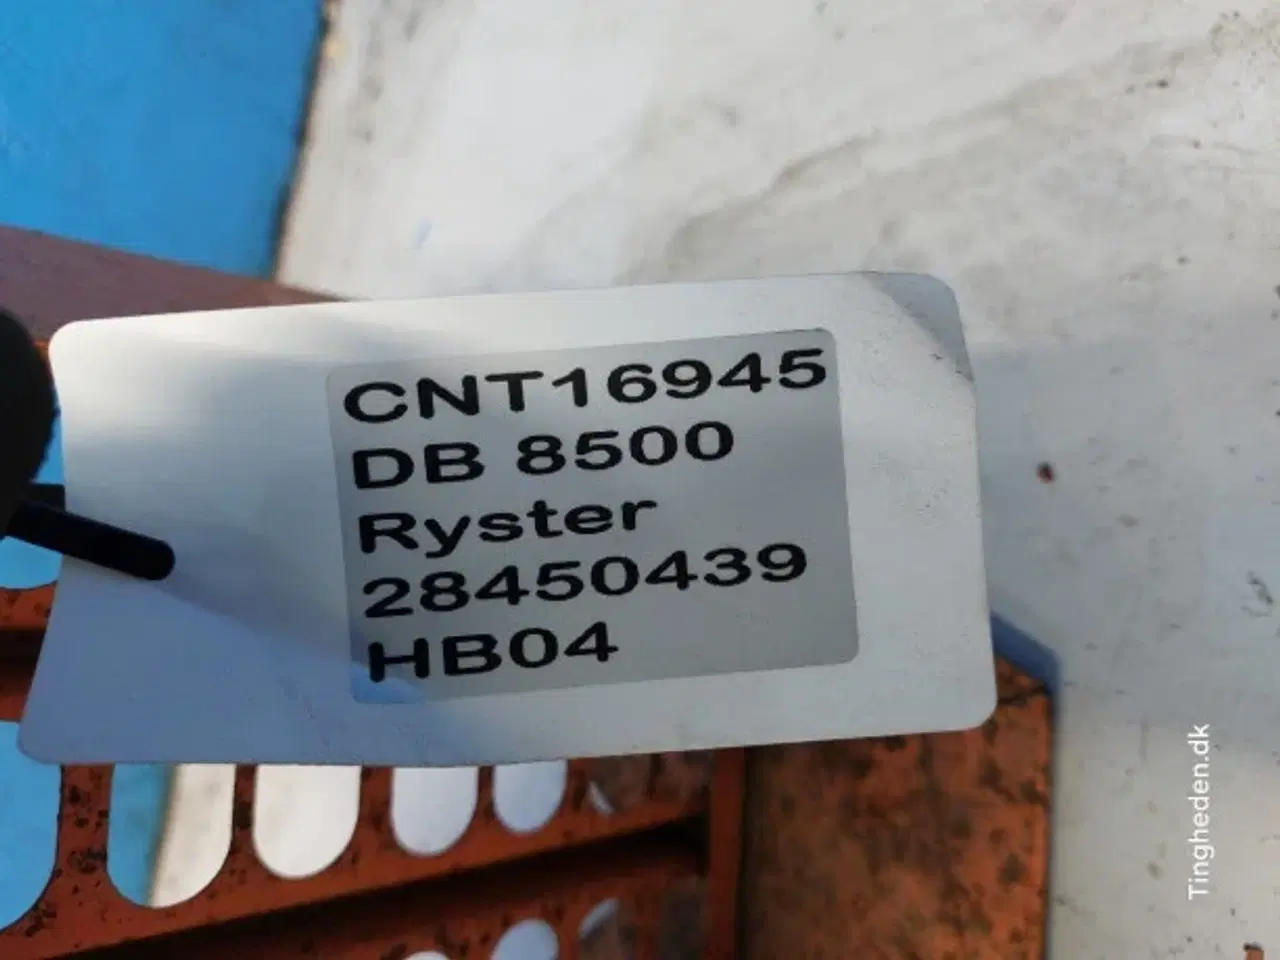 CNT16945
DB 8500
Ryster
28450439
HB04
Tingheden.dk